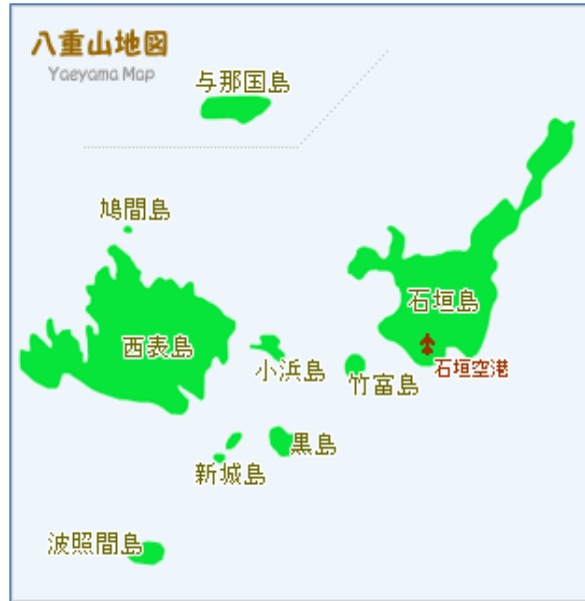 八重山地図
Yaeyama Map
与那国島
鳩間島
石垣島
西表島
小浜島
竹富島
石垣空港
黒島
新城島
波照間島